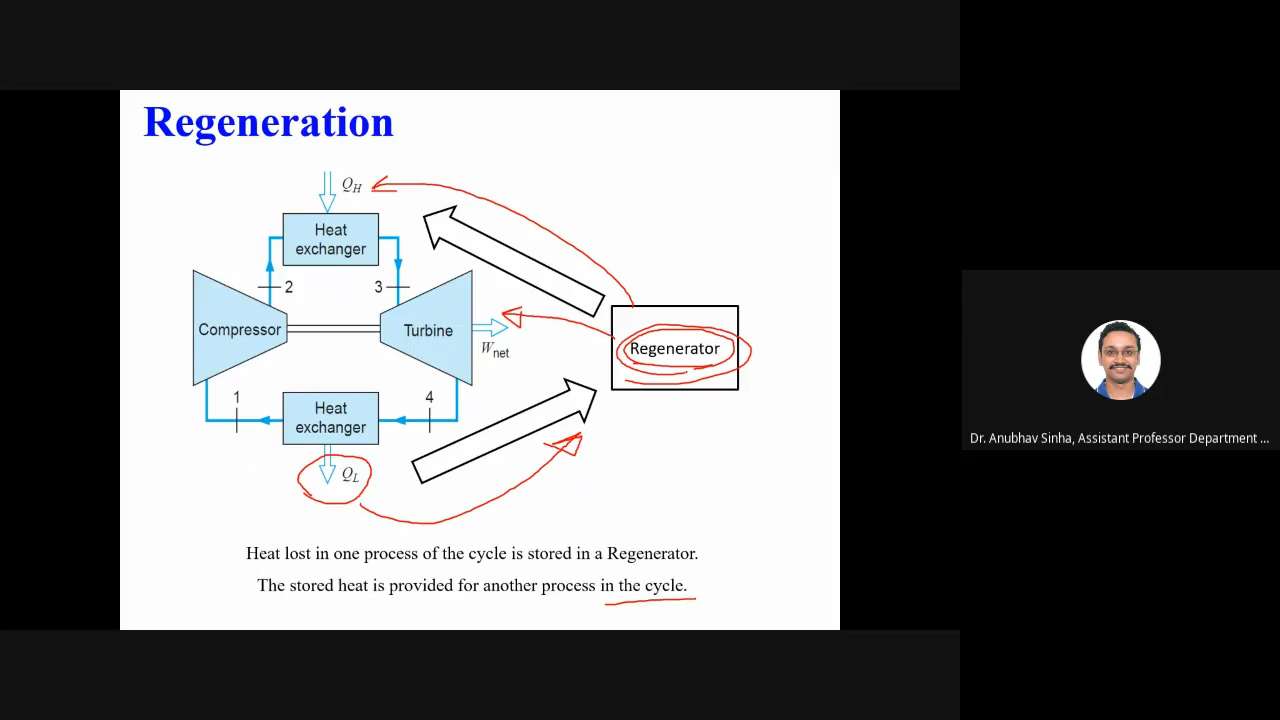 Regeneration
Q_H
Heat
exchanger
2
3
Compressor
Turbine
W_net
Regenerator
1
Heat
exchanger
4
Q_L
Heat lost in one process of the cycle is stored in a Regenerator.
The stored heat is provided for another process in the cycle.
Dr. Anubhav Sinha, Assistant Professor Department ...